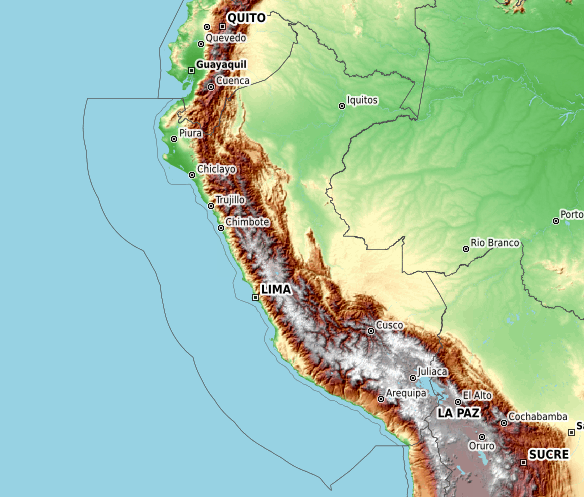 QUITO
Quevedo
Guayaquil
Cuenca
Iquitos
Piura
Chiclayo
Trujillo
Chimbote
Porto
Rio Branco
LIMA
Cusco
Juliaca
Arequipa
El Alto
LA PAZ
Cochabamba
Oruro
SUCRE